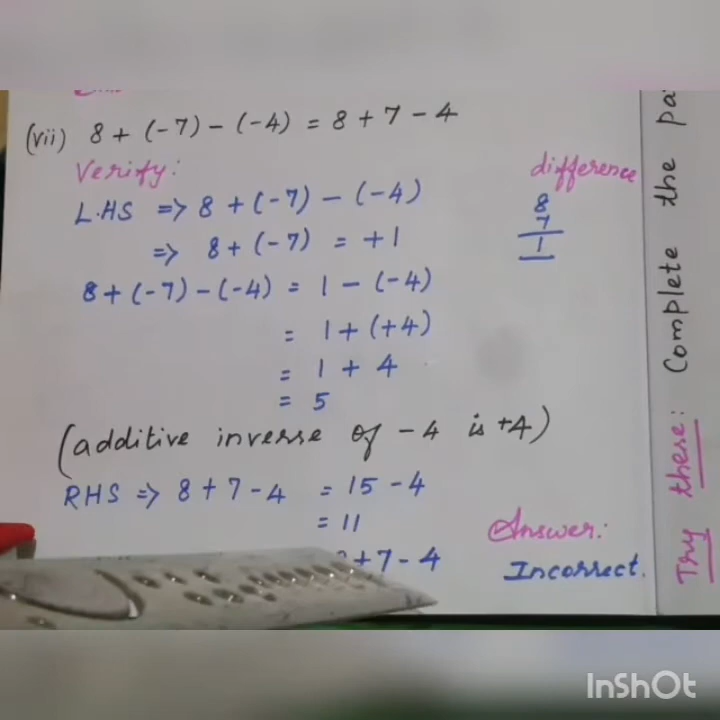 (vii) 8 + (-7) - (-4) = 8 + 7 - 4
Verify:
L.HS => 8 + (-7) - (-4)
=> 8 + (-7) = +1
8 + (-7) - (-4) = 1 - (-4)
= 1 + (+4)
= 1 + 4
= 5
difference
8
7
1
(additive inverse of -4 is +4)
RHS => 8 + 7 - 4 = 15 - 4
= 11
+ 7 - 4
Answer:
Incorrect.
Try these: Complete the
InShOt